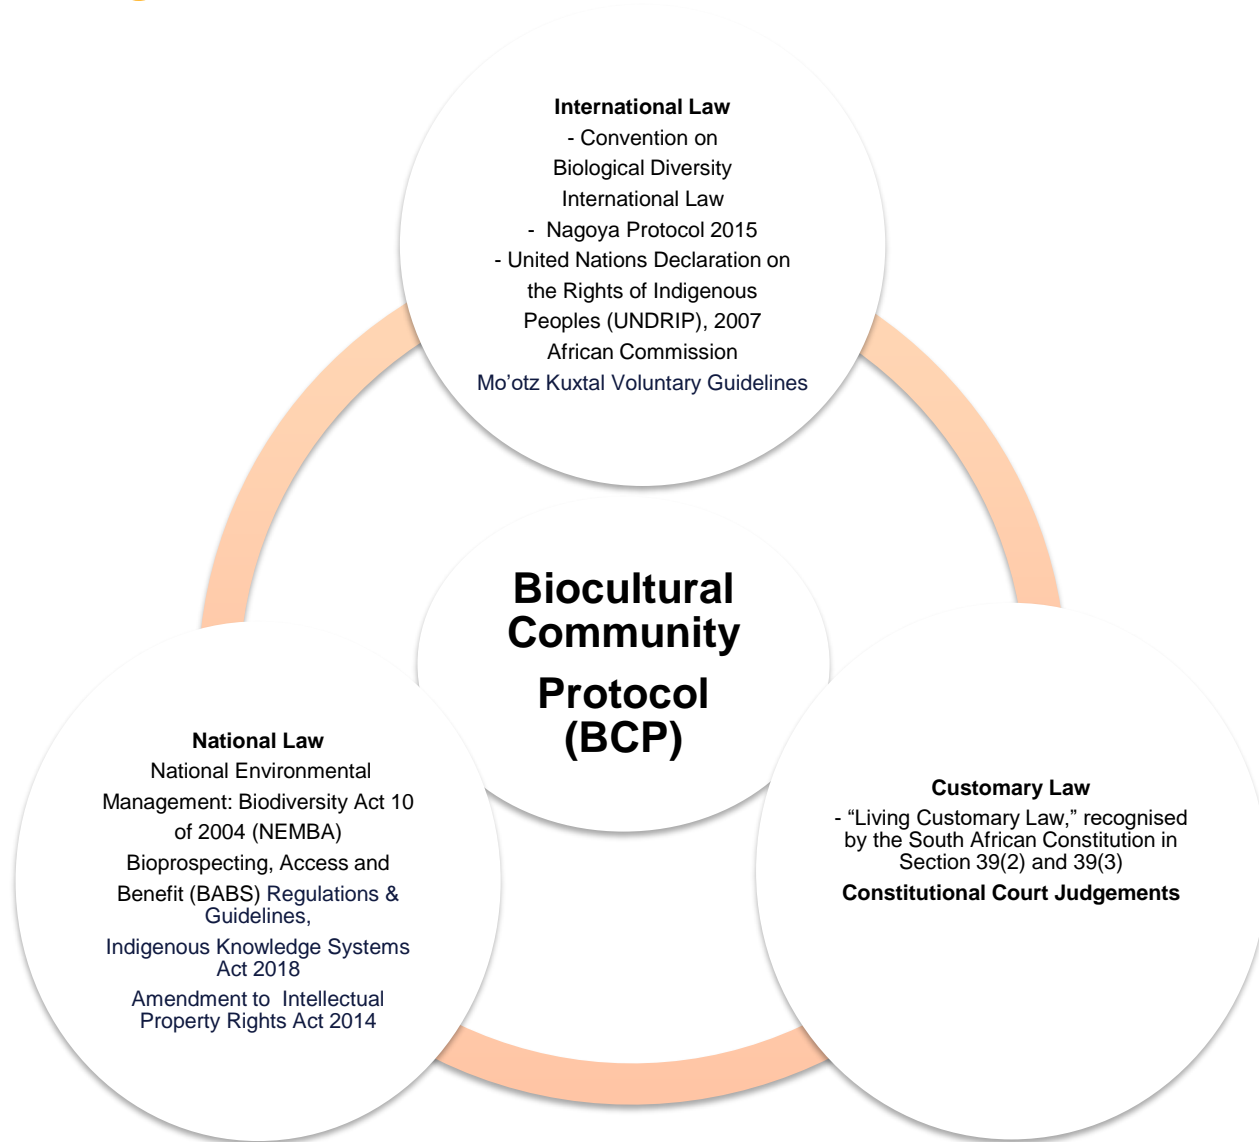 International Law
- Convention on
Biological Diversity
International Law
- Nagoya Protocol 2015
- United Nations Declaration on
the Rights of Indigenous
Peoples (UNDRIP), 2007
African Commission
Mo’otz Kuxtal Voluntary Guidelines
Biocultural
Community
Protocol
(BCP)
National Law
National Environmental
Management: Biodiversity Act 10
of 2004 (NEMBA)
Bioprospecting, Access and
Benefit (BABS) Regulations &
Guidelines,
Indigenous Knowledge Systems
Act 2018
Amendment to Intellectual
Property Rights Act 2014
Customary Law
- “Living Customary Law,” recognised
by the South African Constitution in
Section 39(2) and 39(3)
Constitutional Court Judgements